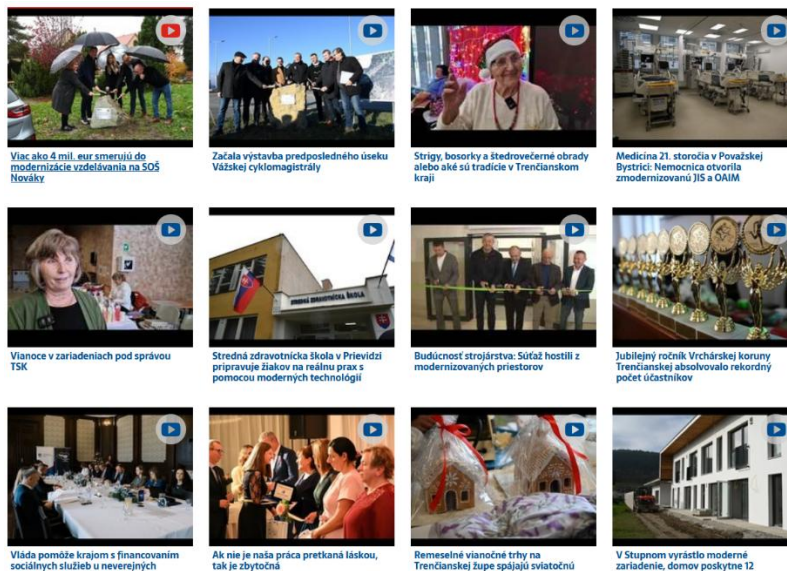 Viac ako 4 mil. eur smerujú do
modernizácie vzdelávania na SOŠ
Nováky
Začala výstavba predposledného úseku
Vážskej cyklomagistrály
Strigy, bosorky a štedrovečerné obrady
alebo aké sú tradície v Trenčianskom
kraji
Medicína 21. storočia v Považskej
Bystrici: Nemocnica otvorila
zmodernizovanú JIS a OAIM
STREDNÁ ZDRAVOTNÍCKA ŠKOLA
Vianoce v zariadeniach pod správou
TSK
Stredná zdravotnícka škola v Prievidzi
pripravuje žiakov na reálnu prax s
pomocou moderných technológií
Budúcnosť strojárstva: Súťaž hostili z
modernizovaných priestorov
Jubilejný ročník Vrchárskej koruny
Trenčianskej absolvovalo rekordný
počet účastníkov
Vláda pomôže krajom s financovaním
sociálnych služieb u neverejných
Ak nie je naša práca pretkaná láskou,
tak je zbytočná
Remeselné vianočné trhy na
Trenčianskej župe spájajú sviatočnú
V Stupnom vyrástlo moderné
zariadenie, domov poskytne 12